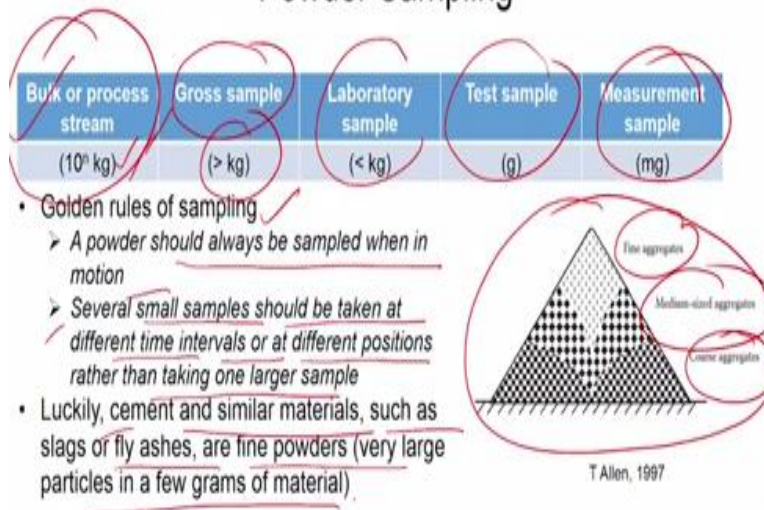 Powder Sampling
Bulk or process stream
Gross sample
Laboratory sample
Test sample
Measurement sample
(10ⁿ kg)
(> kg)
(< kg)
(g)
(mg)
• Golden rules of sampling
➤ A powder should always be sampled when in
motion
➤ Several small samples should be taken at
different time intervals or at different positions
rather than taking one larger sample
• Luckily, cement and similar materials, such as
slags or fly ashes, are fine powders (very large
particles in a few grams of material)
Fine aggregates
Medium-sized aggregates
Coarse aggregates
T Allen, 1997